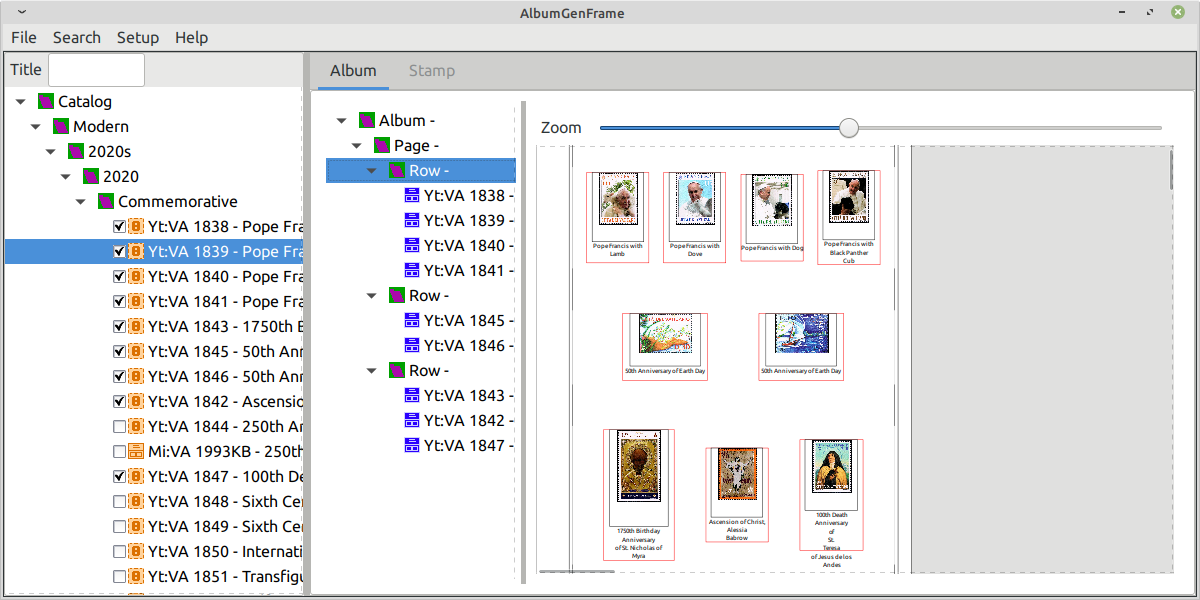 AlbumGenFrame
File Search Setup Help
Title
Catalog
Modern
2020s
2020
Commemorative
Yt:VA 1838 - Pope Fra
Yt:VA 1839 - Pope Fra
Yt:VA 1840 - Pope Fra
Yt:VA 1841 - Pope Fra
Yt:VA 1843 - 1750th B
Yt:VA 1845 - 50th Ann
Yt:VA 1846 - 50th Ann
Yt:VA 1842 - Ascensio
Yt:VA 1844 - 250th An
Mi:VA 1993KB - 250th
Yt:VA 1847 - 100th De
Yt:VA 1848 - Sixth Cen
Yt:VA 1849 - Sixth Cen
Yt:VA 1850 - Internati
Yt:VA 1851 - Transfigu
Album Stamp
Album -
Page -
Row -
Yt:VA 1838 -
Yt:VA 1839 -
Yt:VA 1840 -
Yt:VA 1841 -
Row -
Yt:VA 1845 -
Yt:VA 1846 -
Row -
Yt:VA 1843 -
Yt:VA 1842 -
Yt:VA 1847 -
Zoom
Pope Francis with
Lamb
Pope Francis with
Dove
Pope Francis with Dog
Pope Francis with
Black Panther
Cub
50th Anniversary of Earth Day
50th Anniversary of Earth Day
1750th Birthday
Anniversary
of St. Nicholas of
Myra
Ascension of Christ,
Alessia
Babrow
100th Death
Anniversary
of
St.
Teresa
of Jesus de los
Andes